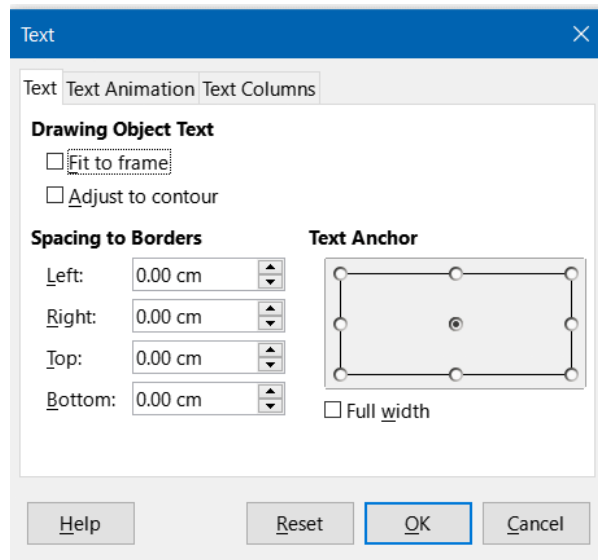 Text
Text Text Animation Text Columns
Drawing Object Text
Fit to frame
Adjust to contour
Spacing to Borders
Left: 0.00 cm
Right: 0.00 cm
Top: 0.00 cm
Bottom: 0.00 cm
Text Anchor
Full width
Help Reset OK Cancel